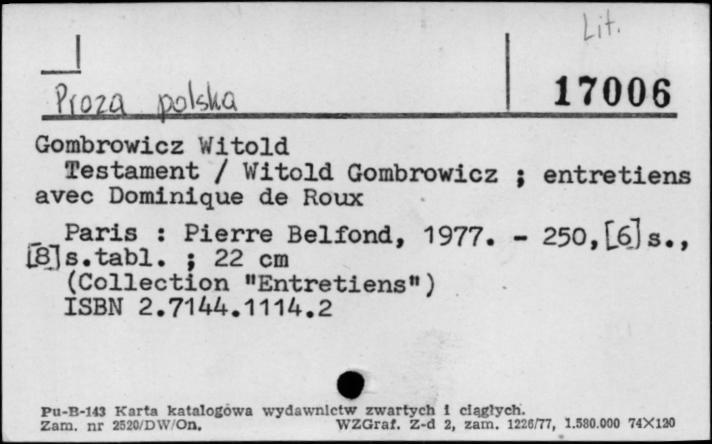 Lit.
Proza polska
17006
Gombrowicz Witold
Testament / Witold Gombrowicz ; entretiens
avec Dominique de Roux
Paris : Pierre Belfond, 1977. - 250,[6]s.,
[8]s.tabl. ; 22 cm
(Collection "Entretiens")
ISBN 2.7144.1114.2
Pu-B-143 Karta katalogowa wydawnictw zwartych i ciągłych.
Zam. nr 2520/DW/On. WZGraf. Z-d 2, zam. 1226/77, 1.580.000 74X120